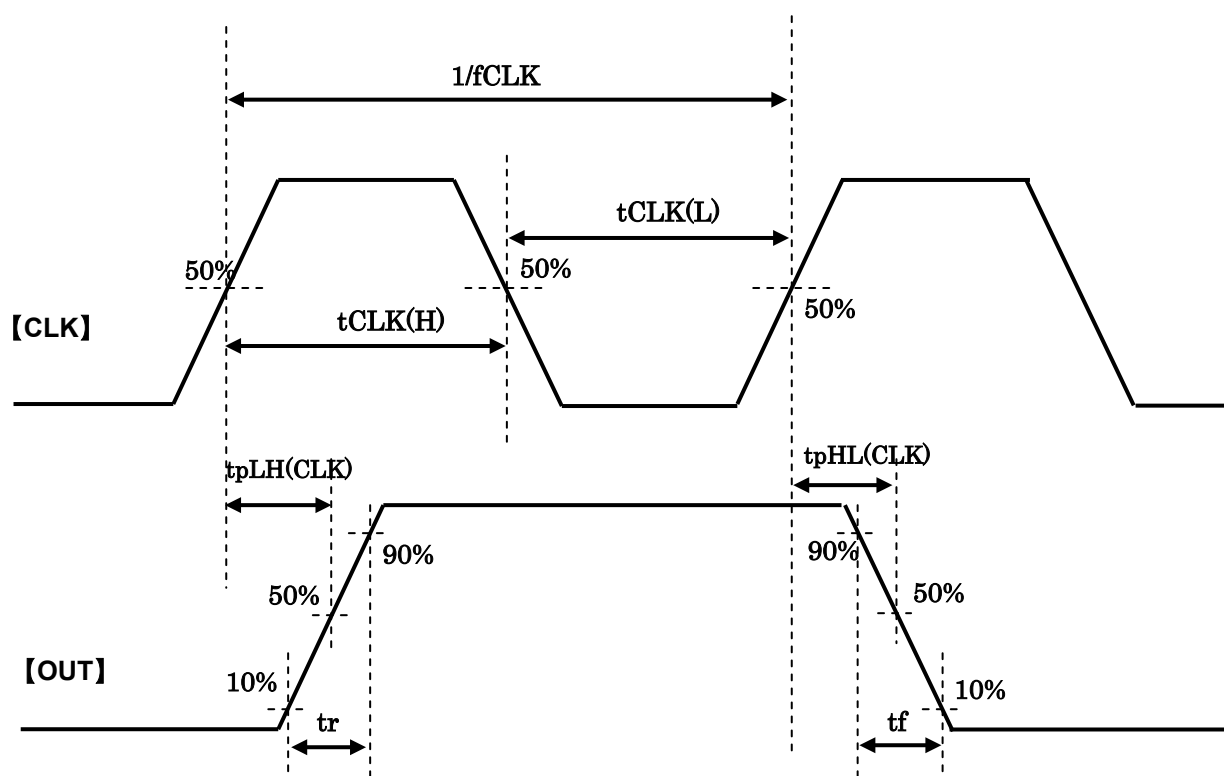 1/fCLK
tCLK(L)
50%
50%
50%
【CLK】
tCLK(H)
tpLH(CLK)
tpHL(CLK)
90%
90%
50%
50%
【OUT】
10%
10%
tr
tf